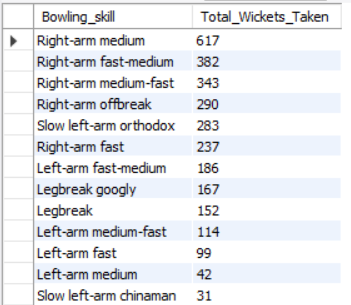 Bowling_skill Total_Wickets_Taken
Right-arm medium 617
Right-arm fast-medium 382
Right-arm medium-fast 343
Right-arm offbreak 290
Slow left-arm orthodox 283
Right-arm fast 237
Left-arm fast-medium 186
Legbreak googly 167
Legbreak 152
Left-arm medium-fast 114
Left-arm fast 99
Left-arm medium 42
Slow left-arm chinaman 31